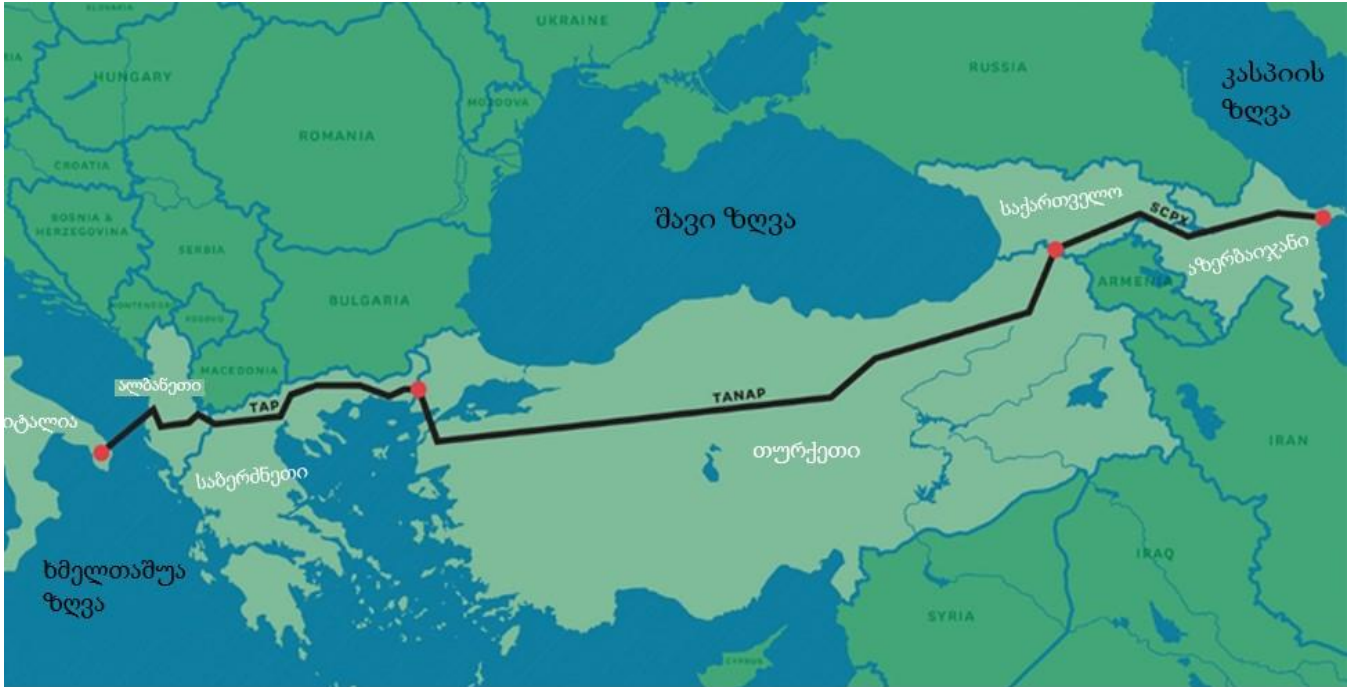 SLOVAKIA
UKRAINE
HUNGARY
MOLDOVA
ROMANIA
CROATIA
BOSNIA &
HERZEGOVINA
SERBIA
MONTENEGRO
KOSOVO
BULGARIA
MACEDONIA
RUSSIA
კასპიის
ზღვა
შავი ზღვა
საქართველო
SCPX
აზერბაიჯანი
ARMENIA
ალბანეთი
იტალია
TAP
TANAP
საბერძნეთი
თურქეთი
IRAN
ხმელთაშუა
ზღვა
IRAQ
SYRIA
CYPRUS